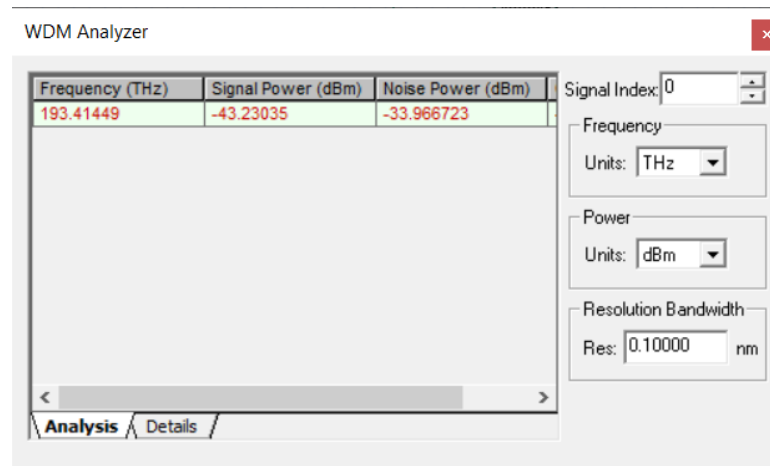 WDM Analyzer
Frequency (THz) Signal Power (dBm) Noise Power (dBm)
193.41449 -43.23035 -33.966723
Signal Index: 0
Frequency
Units: THz
Power
Units: dBm
Resolution Bandwidth
Res: 0.10000 nm
Analysis Details